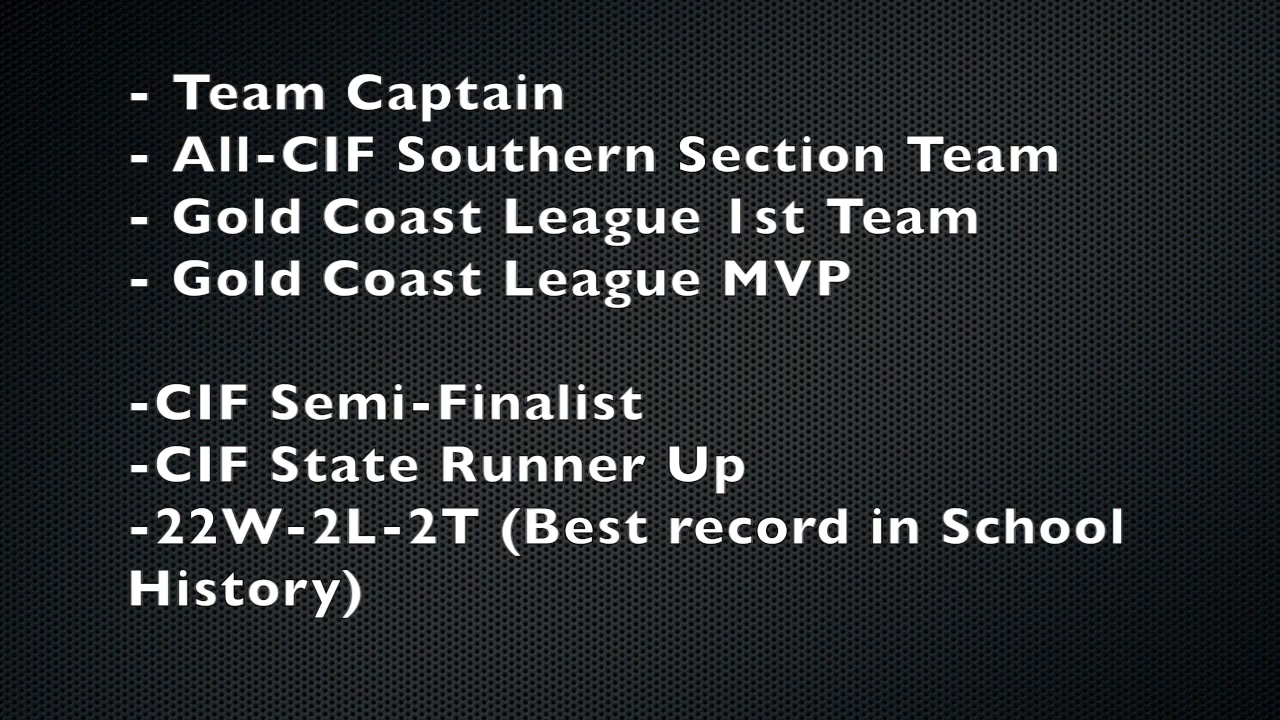 - Team Captain
- All-CIF Southern Section Team
- Gold Coast League 1st Team
- Gold Coast League MVP
-CIF Semi-Finalist
-CIF State Runner Up
-22W-2L-2T (Best record in School
History)